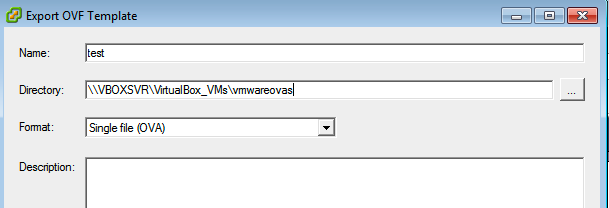 Export OVF Template
Name: test
Directory: \\VBOXSVR\VirtualBox_VMs\vmwareovas ...
Format: Single file (OVA)
Description: